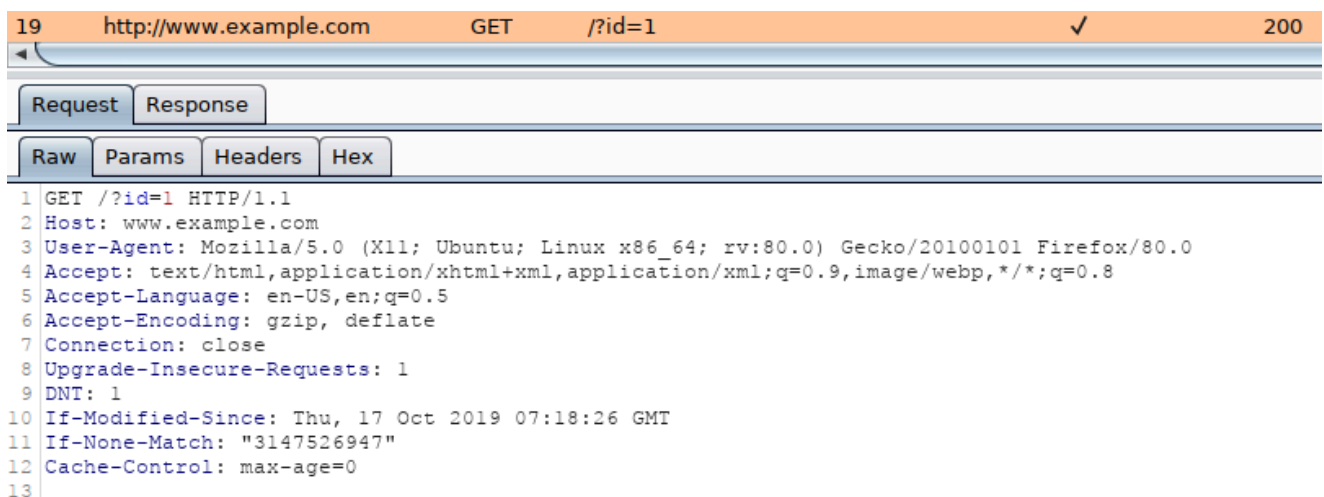 19 http://www.example.com GET /?id=1 ✓ 200
Request Response
Raw Params Headers Hex
1 GET /?id=1 HTTP/1.1
2 Host: www.example.com
3 User-Agent: Mozilla/5.0 (X11; Ubuntu; Linux x86_64; rv:80.0) Gecko/20100101 Firefox/80.0
4 Accept: text/html,application/xhtml+xml,application/xml;q=0.9,image/webp,*/*;q=0.8
5 Accept-Language: en-US,en;q=0.5
6 Accept-Encoding: gzip, deflate
7 Connection: close
8 Upgrade-Insecure-Requests: 1
9 DNT: 1
10 If-Modified-Since: Thu, 17 Oct 2019 07:18:26 GMT
11 If-None-Match: "3147526947"
12 Cache-Control: max-age=0
13